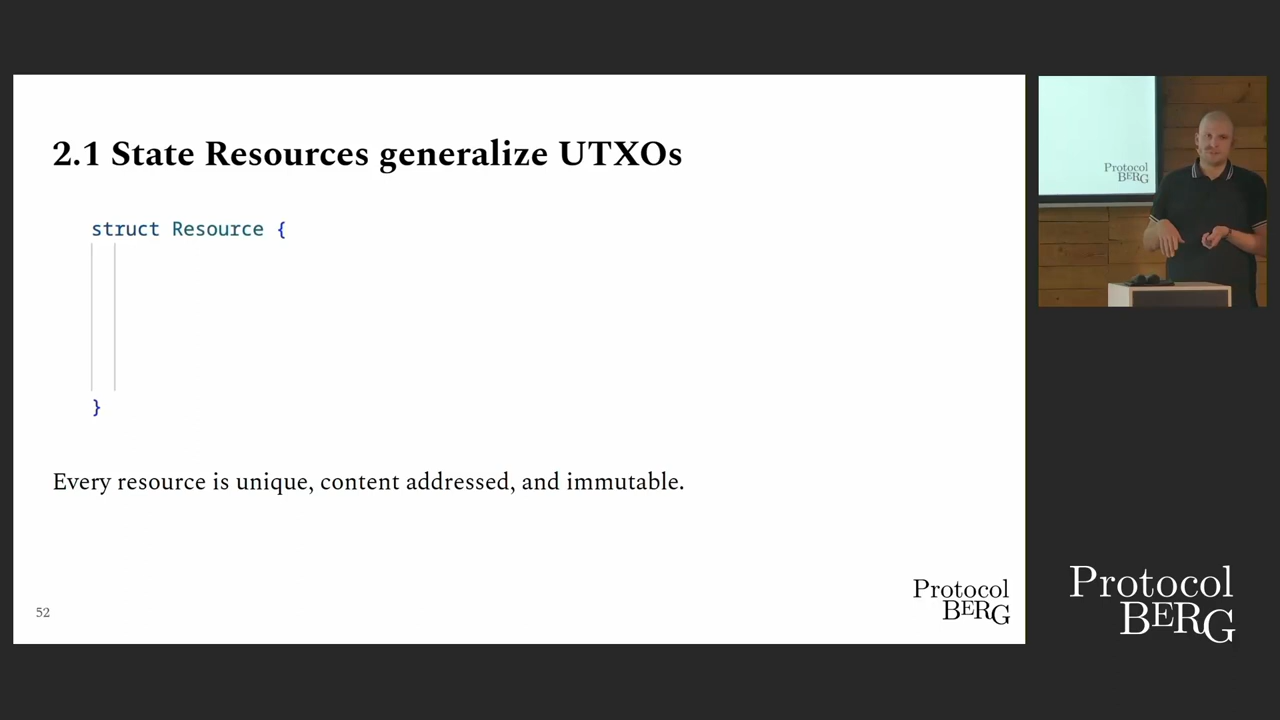 2.1 State Resources generalize UTXOs
struct Resource {
}
Every resource is unique, content addressed, and immutable.
52
Protocol
BERG
Protocol
BERG
Protocol
BERG